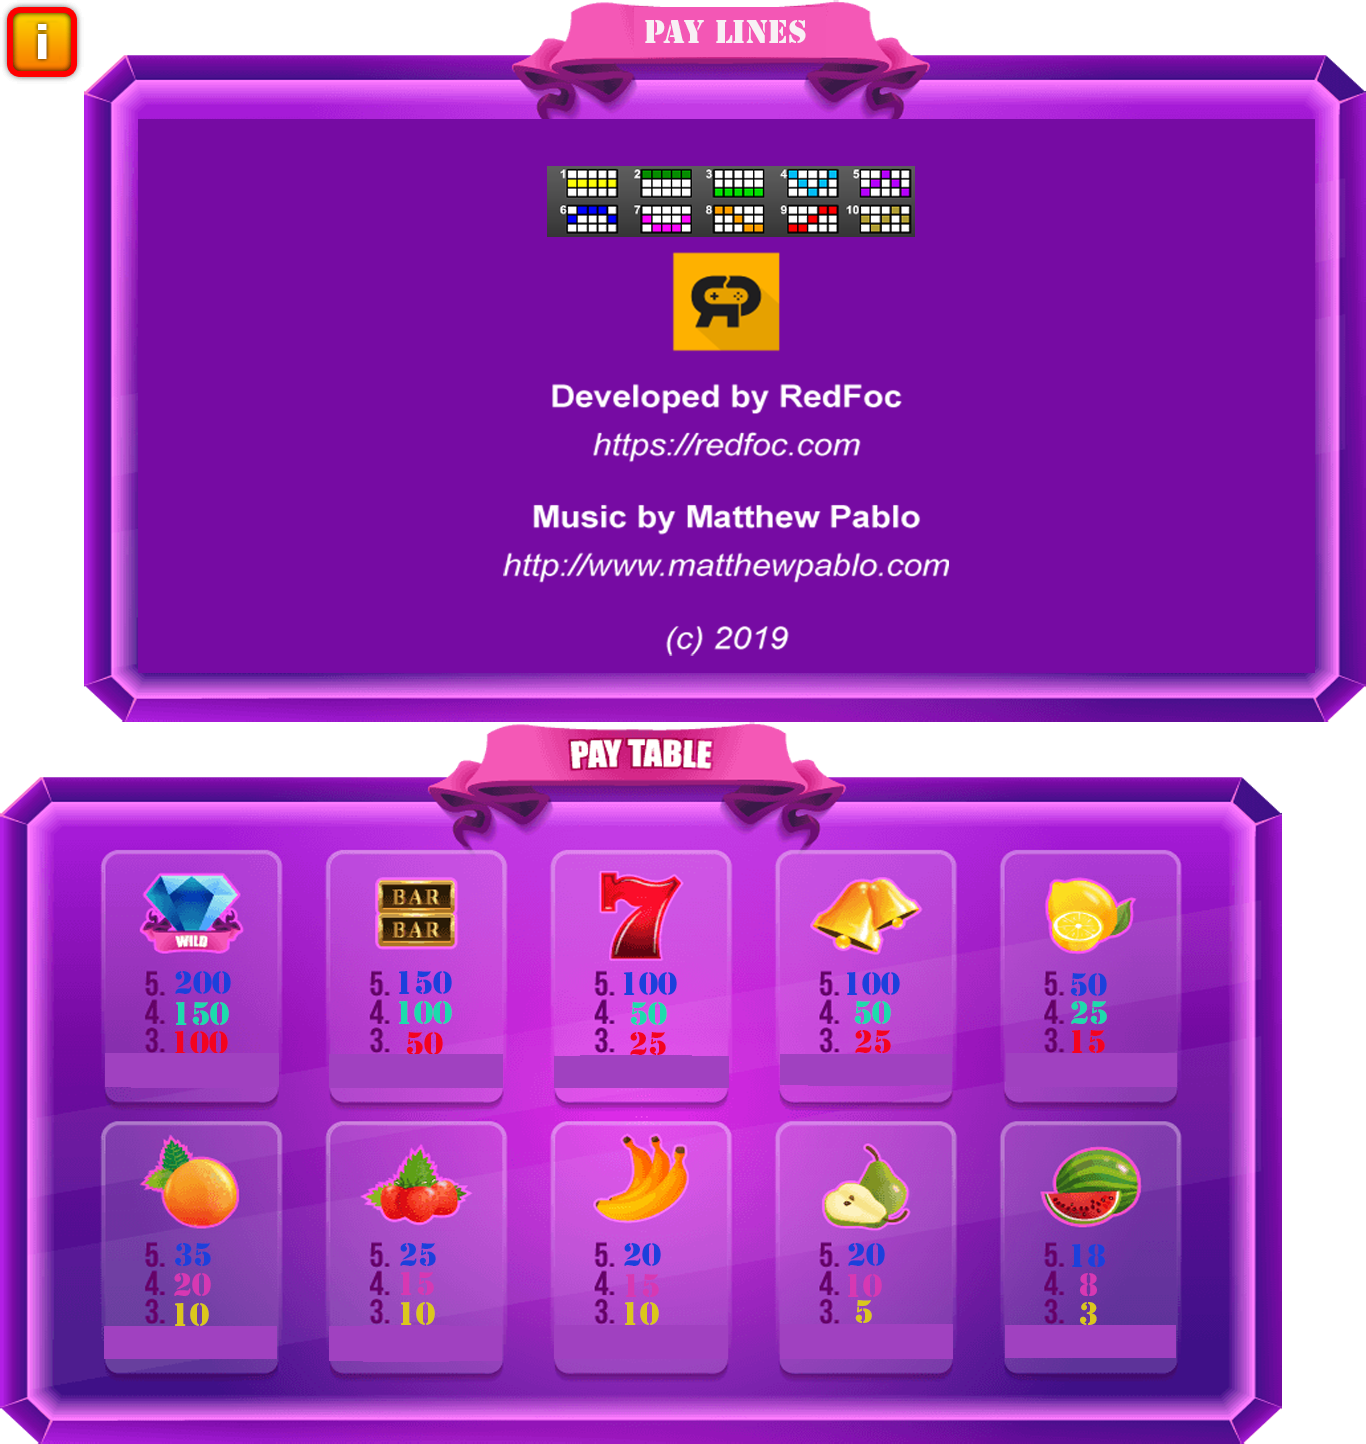 i
PAY LINES
1 2 3 4 5
6 7 8 9 10
Developed by RedFoc
https://redfoc.com
Music by Matthew Pablo
http://www.matthewpablo.com
(c) 2019
PAY TABLE
WILD
5. 200
4. 150
3. 100
BAR
BAR
5. 150
4. 100
3. 50
5. 100
4. 50
3. 25
5. 100
4. 50
3. 25
5. 50
4. 25
3. 15
5. 35
4. 20
3. 10
5. 25
4. 15
3. 10
5. 20
4. 15
3. 10
5. 20
4. 10
3. 5
5. 18
4. 8
3. 3